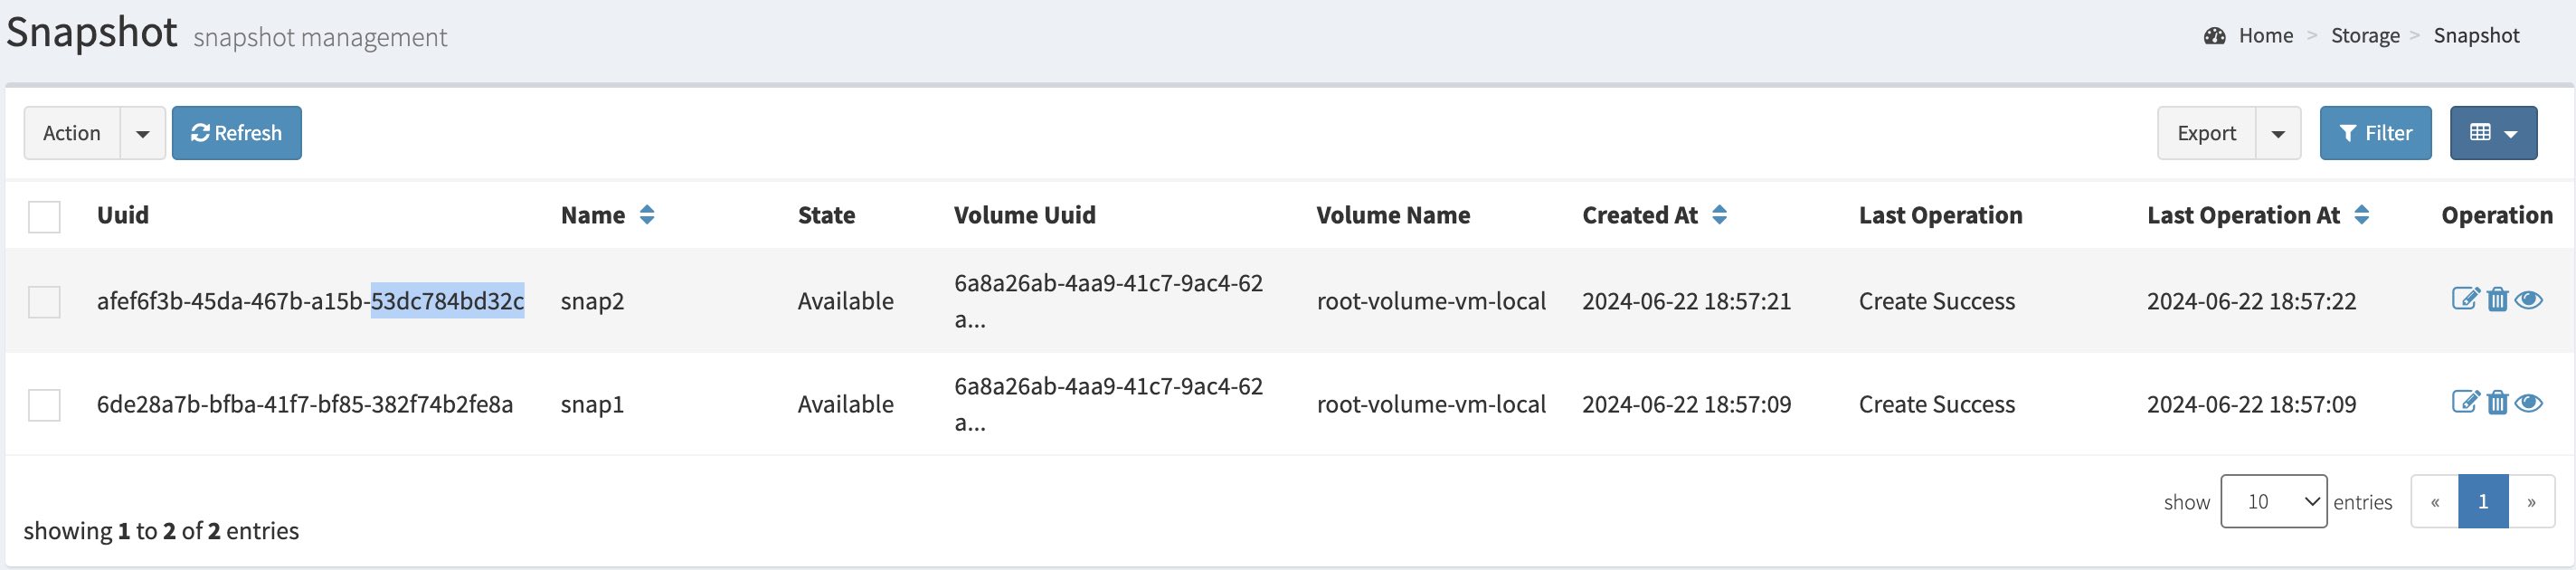 Snapshot snapshot management
Home > Storage > Snapshot
Action Refresh Export Filter
Uuid Name State Volume Uuid Volume Name Created At Last Operation Last Operation At Operation
afef6f3b-45da-467b-a15b-53dc784bd32c snap2 Available 6a8a26ab-4aa9-41c7-9ac4-62 root-volume-vm-local 2024-06-22 18:57:21 Create Success 2024-06-22 18:57:22
a...
6de28a7b-bfba-41f7-bf85-382f74b2fe8a snap1 Available 6a8a26ab-4aa9-41c7-9ac4-62 root-volume-vm-local 2024-06-22 18:57:09 Create Success 2024-06-22 18:57:09
a...
show 10 entries « 1 »
showing 1 to 2 of 2 entries